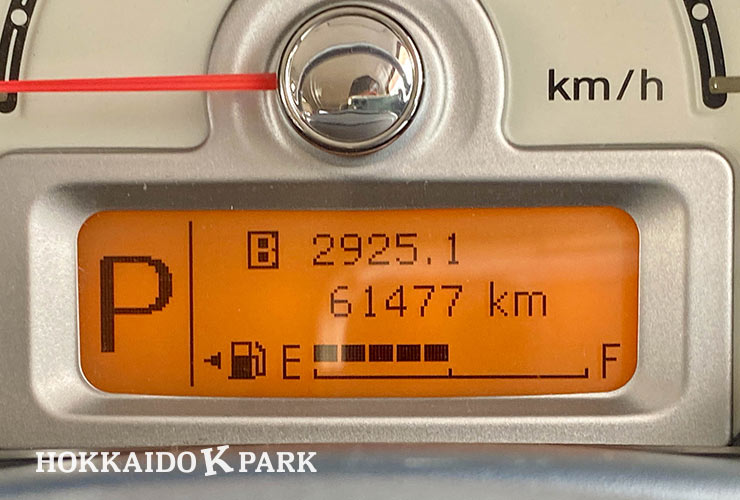 km/h
P
B 2925.1
61477 km
E F
HOKKAIDO K PARK